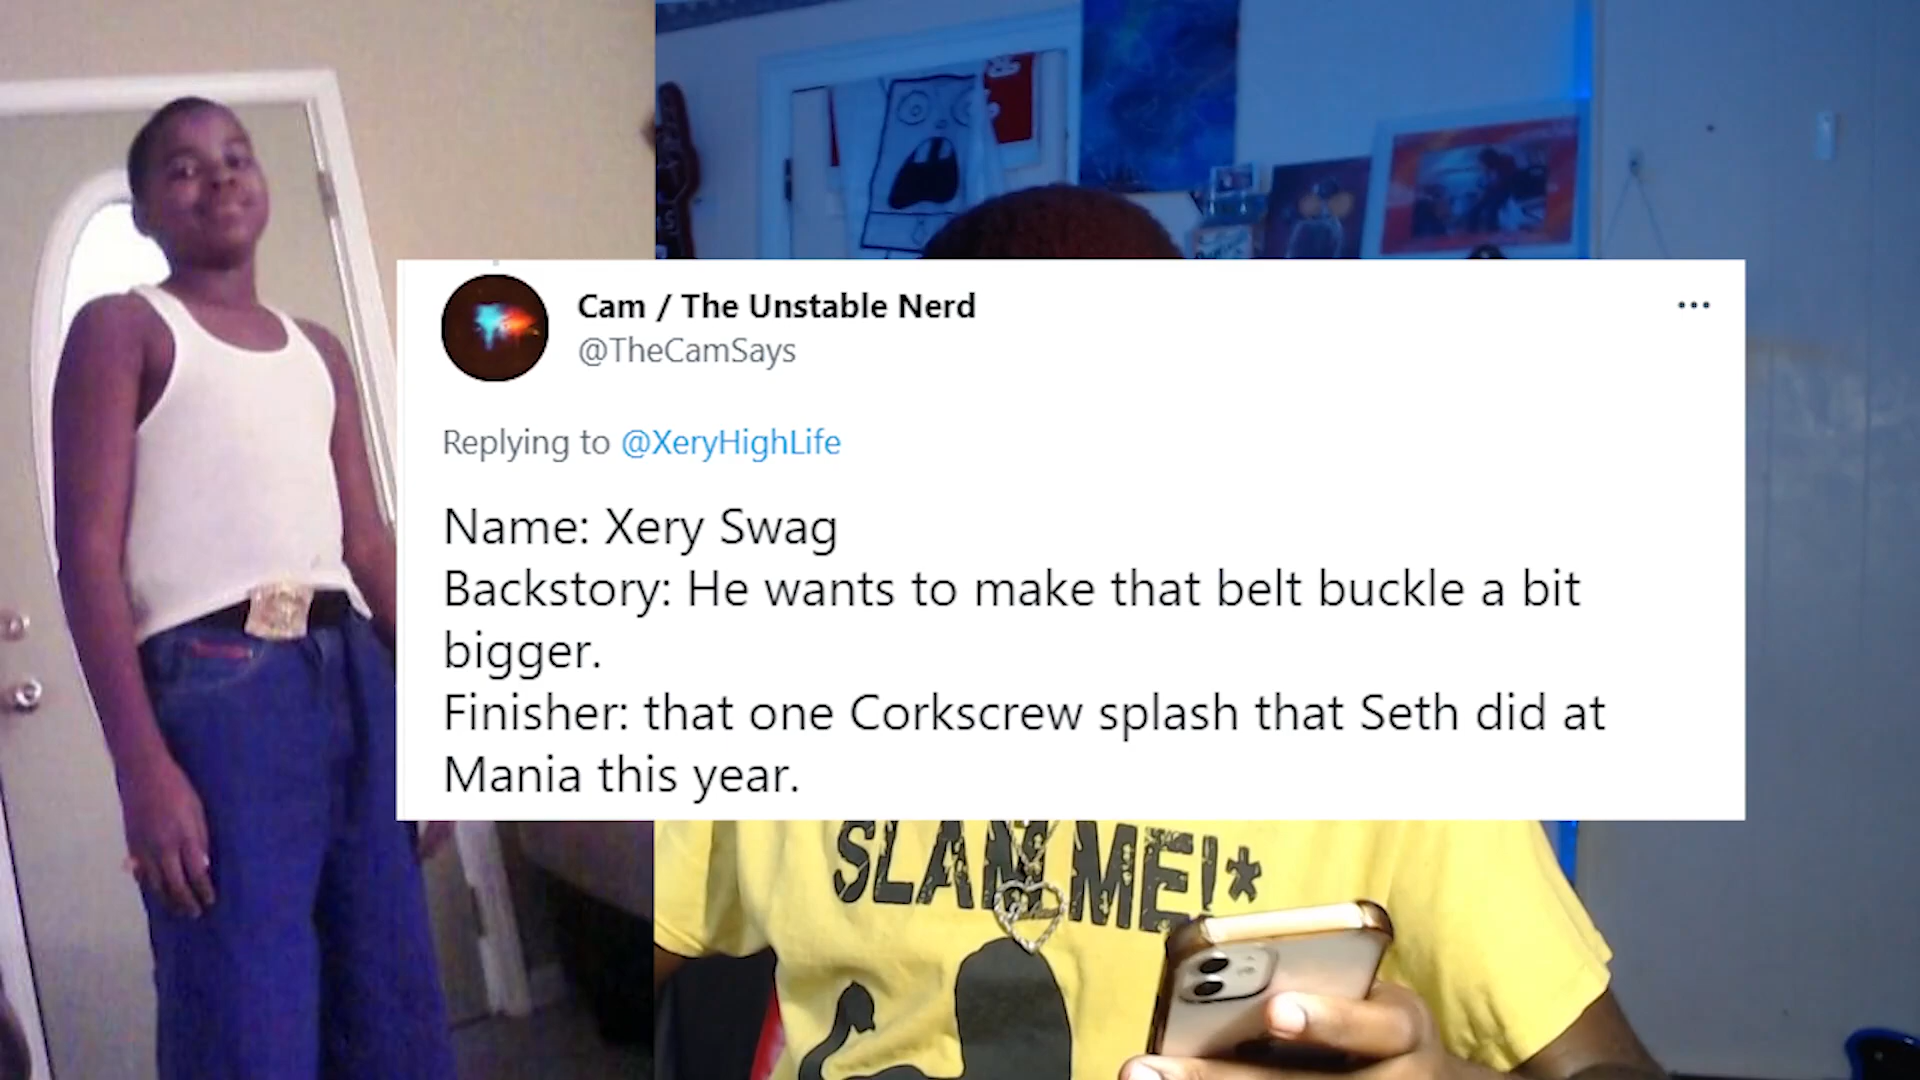 Cam / The Unstable Nerd
@TheCamSays
Replying to @XeryHighLife
Name: Xery Swag
Backstory: He wants to make that belt buckle a bit
bigger.
Finisher: that one Corkscrew splash that Seth did at
Mania this year.
SLAM ME!*